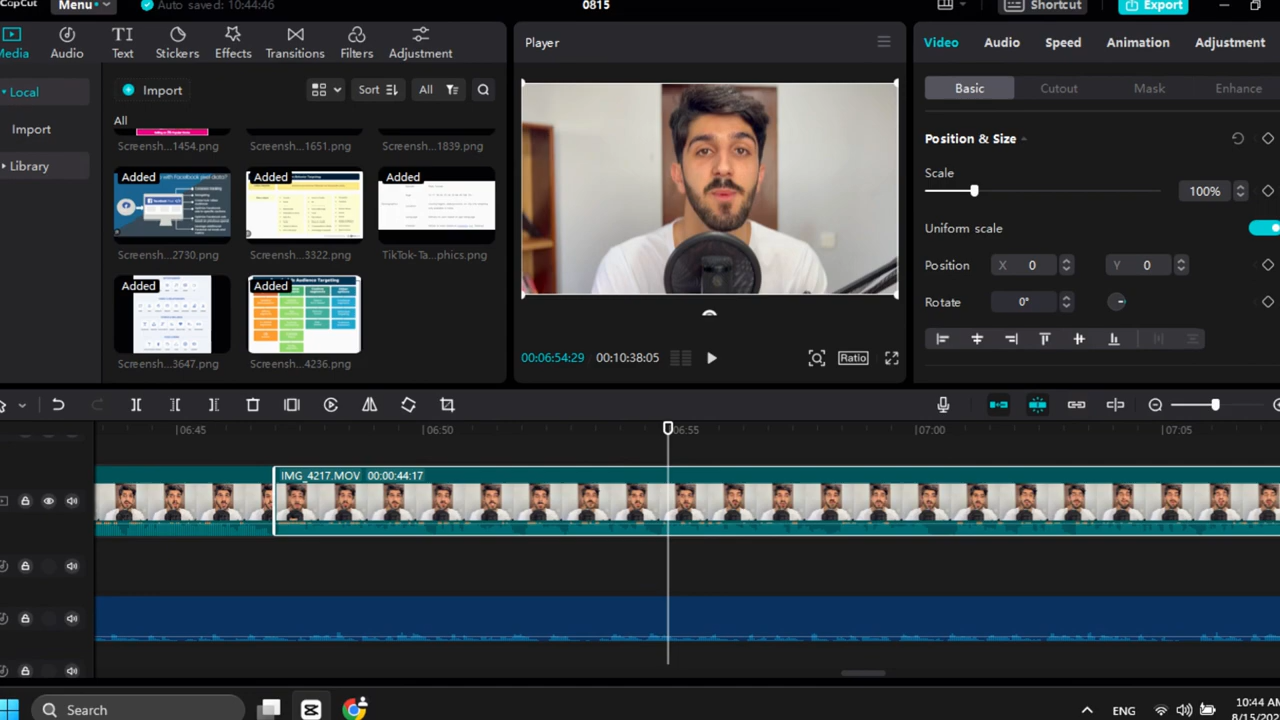 CapCut
Menu
Auto saved: 10:44:46
0815
Shortcut
Export
Media
Audio
Text
Stickers
Effects
Transitions
Filters
Adjustment
Local
Import
Library
Import
Sort
All
All
Screensh...1454.png
Screensh...1651.png
Screensh...1839.png
Added
Added
Added
Screensh...2730.png
Screensh...3322.png
TikTok-Ta...phics.png
Added
Added
Audience Targeting
Screensh...3647.png
Screensh...4236.png
Player
00:06:54:29
00:10:38:05
Ratio
Video
Audio
Speed
Animation
Adjustment
Basic
Cutout
Mask
Enhance
Position & Size
Scale
100%
Uniform scale
Position
X
0
Y
0
Rotate
0°
06:45
06:50
06:55
07:00
07:05
IMG_4217.MOV
00:00:44:17
Search
ENG
10:44 AM